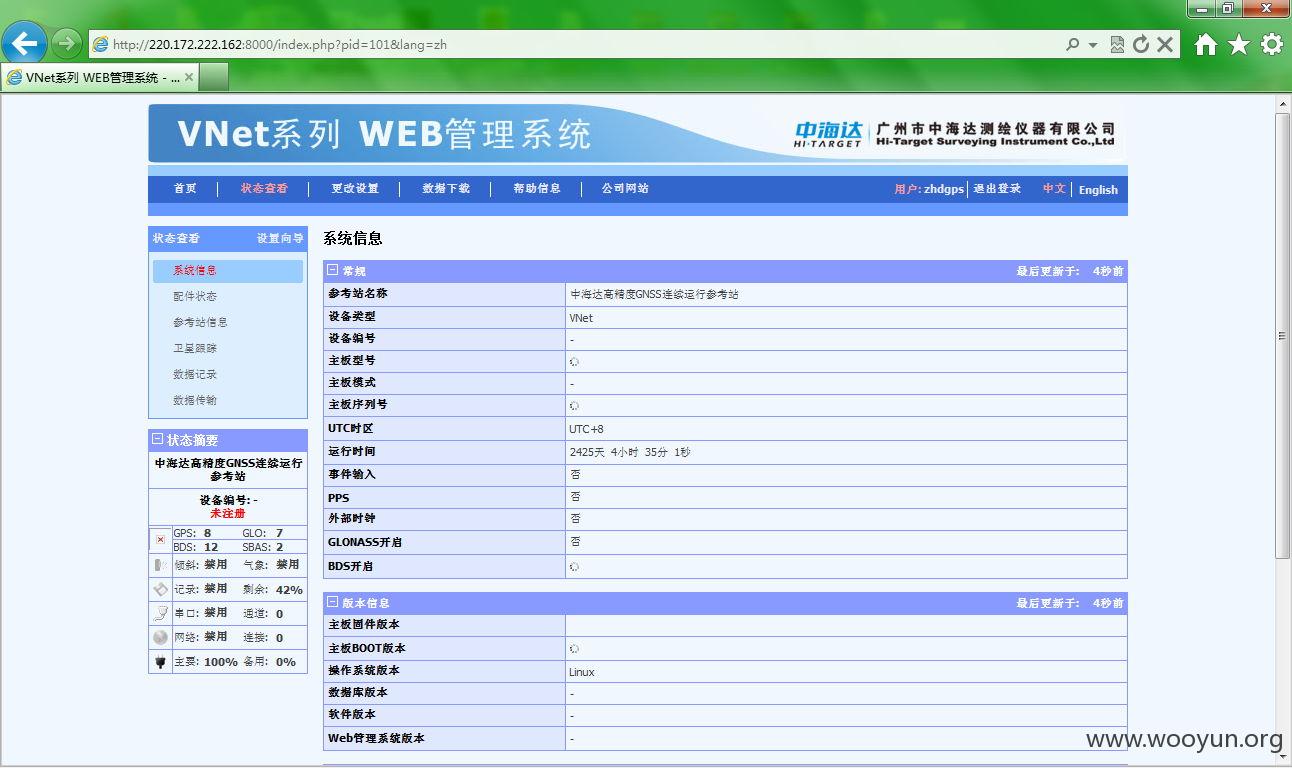 http://220.172.222.162:8000/index.php?pid=101&lang=zh
VNet系列 WEB管理系统 - ...
VNet系列 WEB管理系统
中海达 广州市中海达测绘仪器有限公司
HI·TARGET Hi-Target Surveying Instrument Co.,Ltd
首页 状态查看 更改设置 数据下载 帮助信息 公司网站 用户: zhdgps 退出登录 中文 English
状态查看 设置向导
系统信息
配件状态
参考站信息
卫星跟踪
数据记录
数据传输
状态摘要
中海达高精度GNSS连续运行
参考站
设备编号: -
未注册
GPS: 8 GLO: 7
BDS: 12 SBAS: 2
倾斜: 禁用 气象: 禁用
记录: 禁用 剩余: 42%
串口: 禁用 通道: 0
网络: 禁用 连接: 0
主要: 100% 备用: 0%
系统信息
常规 最后更新于: 4秒前
参考站名称 中海达高精度GNSS连续运行参考站
设备类型 VNet
设备编号 -
主板型号
主板模式 -
主板序列号
UTC时区 UTC+8
运行时间 2425天 4小时 35分 1秒
事件输入 否
PPS 否
外部时钟 否
GLONASS开启 否
BDS开启
版本信息 最后更新于: 4秒前
主板固件版本
主板BOOT版本
操作系统版本 Linux
数据库版本 -
软件版本 -
Web管理系统版本 -
www.wooyun.org